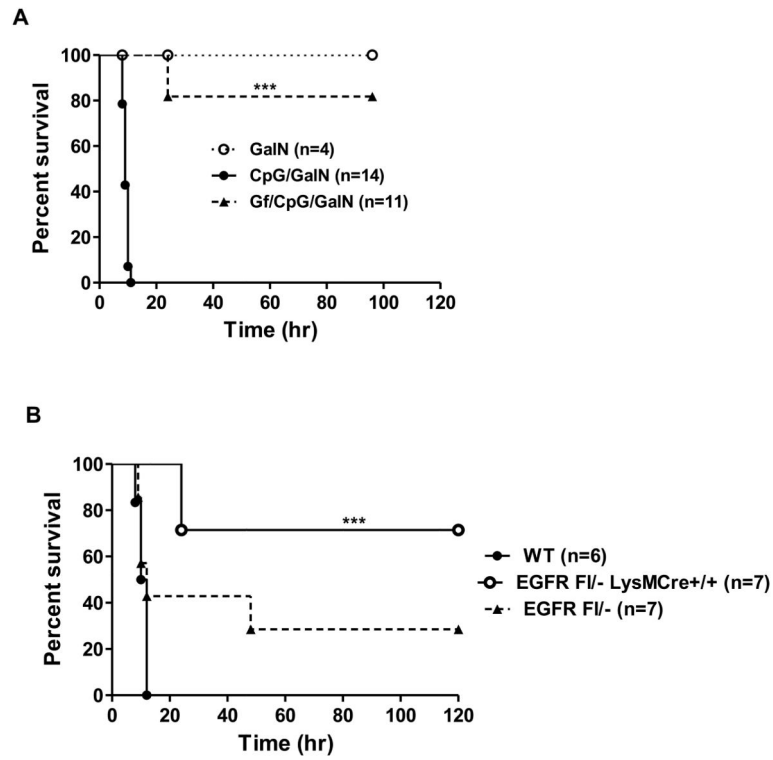 A
100
80
60
40
20
0
Percent survival
***
GalN (n=4)
CpG/GalN (n=14)
Gf/CpG/GalN (n=11)
0 20 40 60 80 100 120
Time (hr)
B
100
80
60
40
20
0
Percent survival
***
WT (n=6)
EGFR Fl/- LysMCre+/+ (n=7)
EGFR Fl/- (n=7)
0 20 40 60 80 100 120
Time (hr)